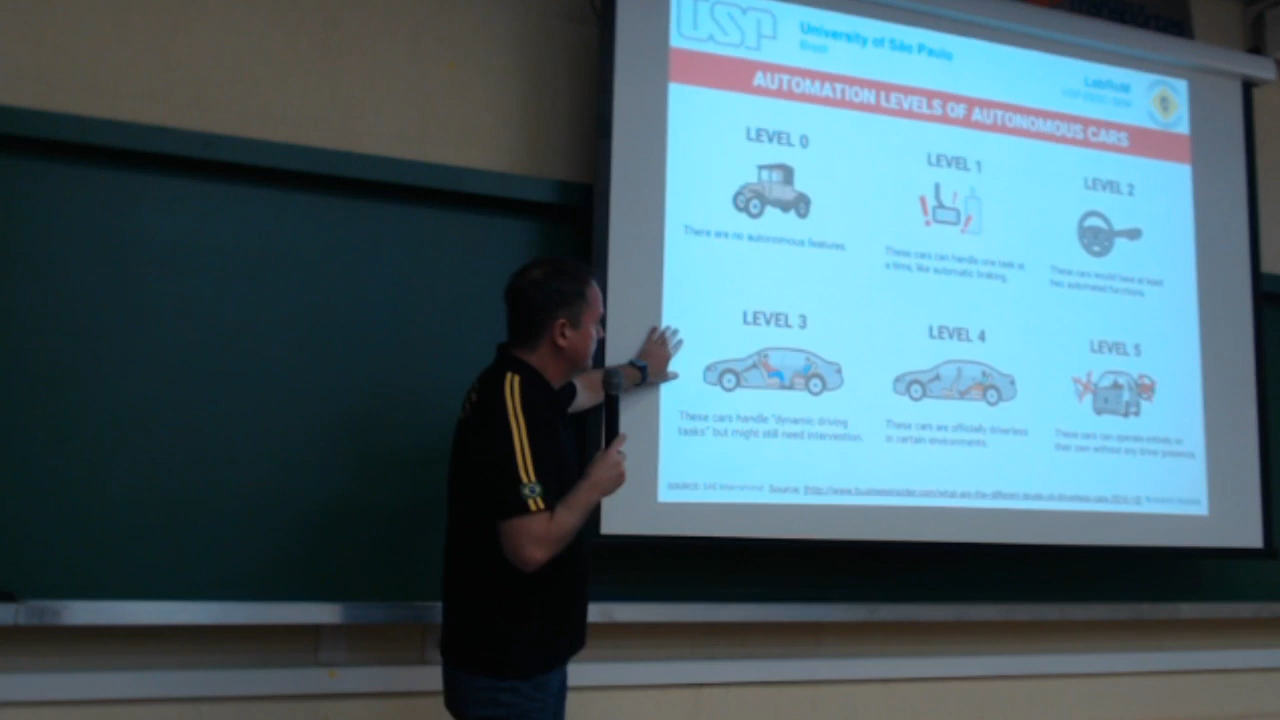 USP
University of São Paulo
Brazil
LabRoM
AUTOMATION LEVELS OF AUTONOMOUS CARS
LEVEL 0
There are no autonomous features.
LEVEL 1
These cars can handle one task at
a time, like automatic braking.
LEVEL 2
These cars would have at least
two automated functions.
LEVEL 3
These cars handle "dynamic driving
tasks" but might still need intervention.
LEVEL 4
These cars are officially driverless
in certain environments.
LEVEL 5
These cars can operate entirely on
their own without any driver presence.
SOURCE: SAE International Source: